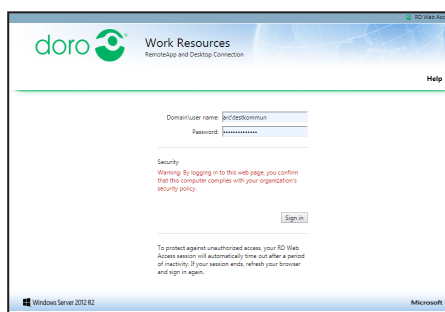 RD Web Acc
doro
Work Resources
RemoteApp and Desktop Connection
Help
Domain\user name: arc\testkommun
Password: ••••••••••••••
Security
Warning: By logging in to this web page, you confirm
that this computer complies with your organization's
security policy.
Sign in
To protect against unauthorized access, your RD Web
Access session will automatically time out after a period
of inactivity. If your session ends, refresh your browser
and sign in again.
Windows Server 2012 R2
Microsoft